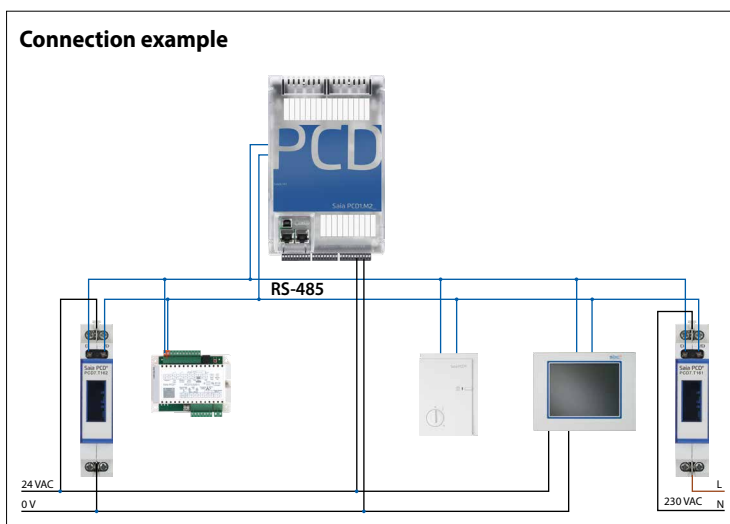 Connection example
PCD
Saia PCD1.M2_
RS-485
Saia PCD®
PCD7.T162
Saia PCD®
PCD7.T161
24 VAC
0 V
L
230 VAC
N